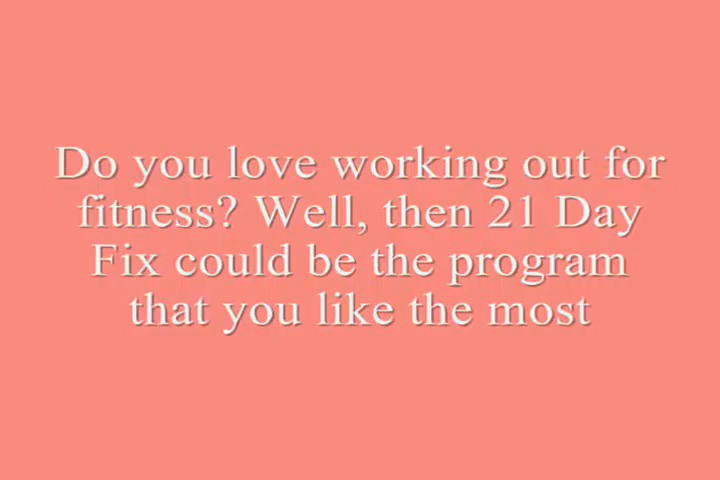 Do you love working out for
fitness? Well, then 21 Day
Fix could be the program
that you like the most